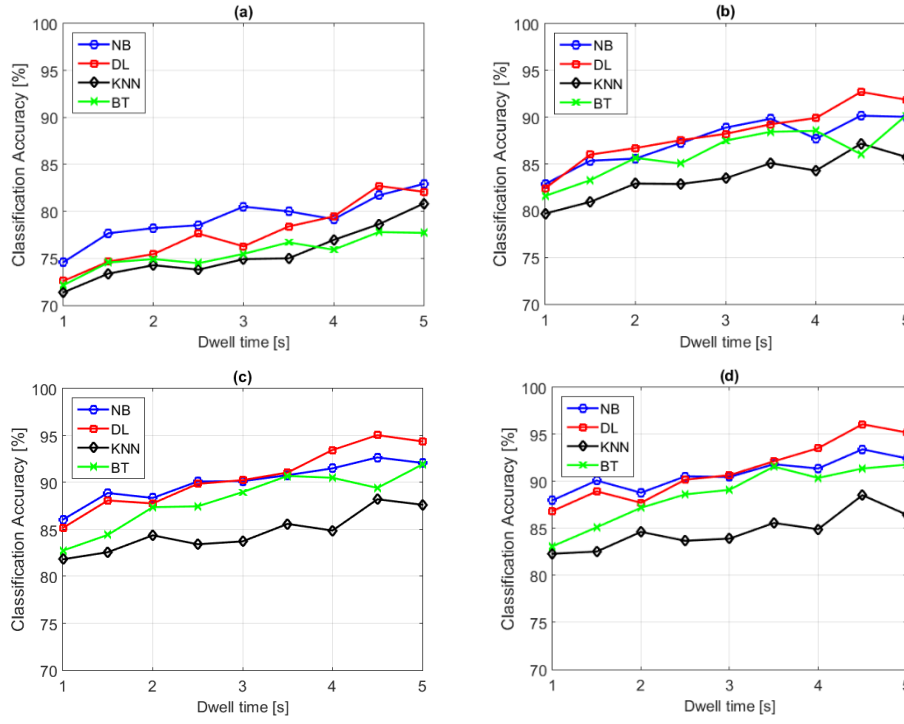 (a)
100
95
90
85
80
75
70
Classification Accuracy [%]
NB
DL
KNN
BT
1 2 3 4 5
Dwell time [s]
(b)
100
95
90
85
80
75
70
Classification Accuracy [%]
NB
DL
KNN
BT
1 2 3 4 5
Dwell time [s]
(c)
100
95
90
85
80
75
70
Classification Accuracy [%]
NB
DL
KNN
BT
1 2 3 4 5
Dwell time [s]
(d)
100
95
90
85
80
75
70
Classification Accuracy [%]
NB
DL
KNN
BT
1 2 3 4 5
Dwell time [s]